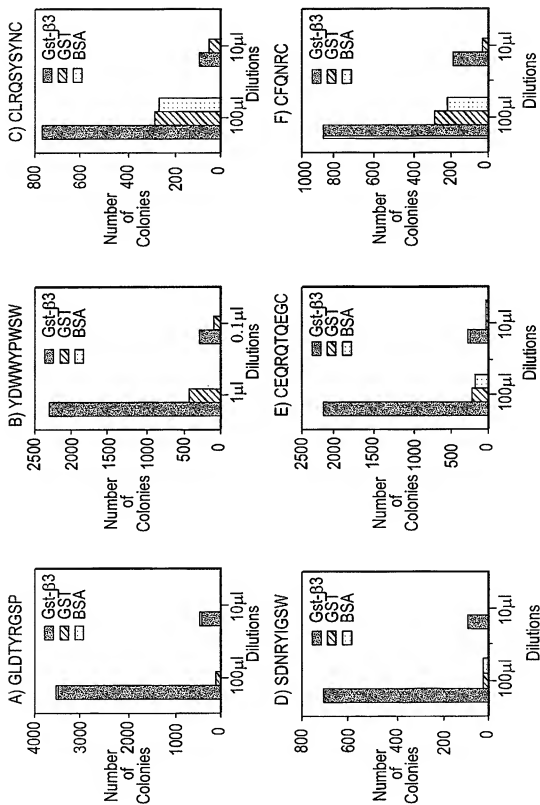 A) GLDTYRGSP
Number of Colonies
4000
3000
2000
1000
0
Gst-β3
GST
BSA
100μl
10μl
Dilutions
B) YDWWYPWSW
Number of Colonies
2500
2000
1500
1000
500
0
Gst-β3
GST
BSA
1μl
0.1μl
Dilutions
C) CLRQSYSYNC
Number of Colonies
800
600
400
200
0
Gst-β3
GST
BSA
100μl
10μl
Dilutions
D) SDNRYIGSW
Number of Colonies
800
600
400
200
0
Gst-β3
GST
BSA
100μl
10μl
Dilutions
E) CEQRQTQEGC
Number of Colonies
2500
2000
1500
1000
500
0
Gst-β3
GST
BSA
100μl
10μl
Dilutions
F) CFQNRC
Number of Colonies
1000
800
600
400
200
0
Gst-β3
GST
BSA
100μl
10μl
Dilutions